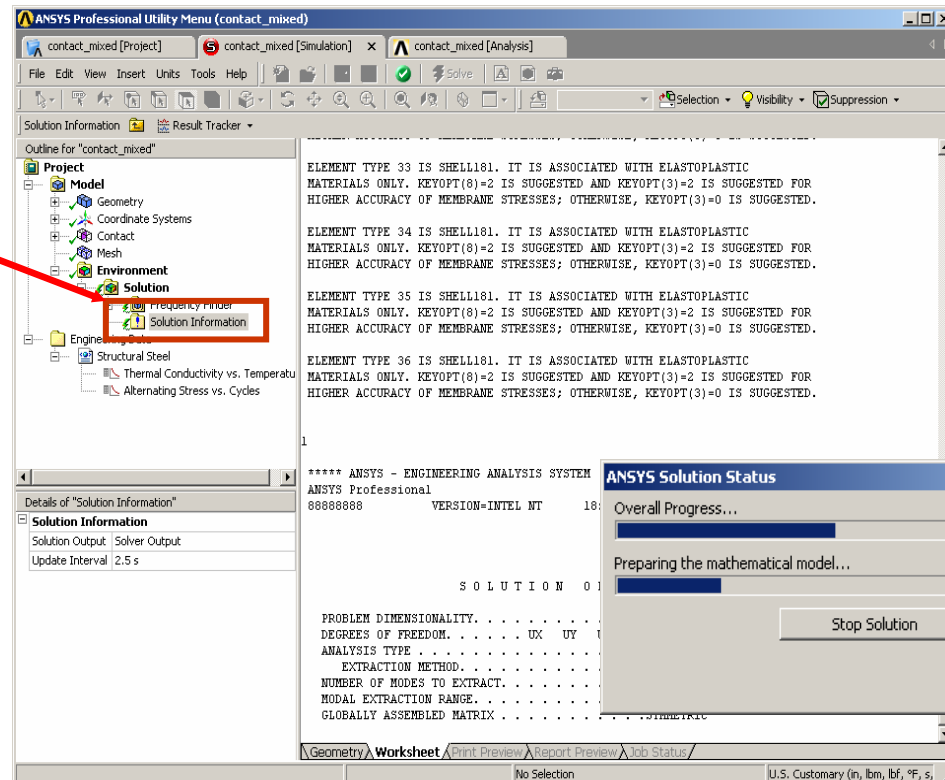 ANSYS Professional Utility Menu (contact_mixed)
contact_mixed [Project] contact_mixed [Simulation] contact_mixed [Analysis]
File Edit View Insert Units Tools Help Solve
Selection Visibility Suppression
Solution Information Result Tracker
Outline for "contact_mixed"
Project
Model
Geometry
Coordinate Systems
Contact
Mesh
Environment
Solution
Frequency Finder
Solution Information
Engineering Data
Structural Steel
Thermal Conductivity vs. Temperatu
Alternating Stress vs. Cycles
Details of "Solution Information"
Solution Information
Solution Output Solver Output
Update Interval 2.5 s
ELEMENT TYPE 33 IS SHELL181. IT IS ASSOCIATED WITH ELASTOPLASTIC
MATERIALS ONLY. KEYOPT(8)=2 IS SUGGESTED AND KEYOPT(3)=2 IS SUGGESTED FOR
HIGHER ACCURACY OF MEMBRANE STRESSES; OTHERWISE, KEYOPT(3)=0 IS SUGGESTED.
ELEMENT TYPE 34 IS SHELL181. IT IS ASSOCIATED WITH ELASTOPLASTIC
MATERIALS ONLY. KEYOPT(8)=2 IS SUGGESTED AND KEYOPT(3)=2 IS SUGGESTED FOR
HIGHER ACCURACY OF MEMBRANE STRESSES; OTHERWISE, KEYOPT(3)=0 IS SUGGESTED.
ELEMENT TYPE 35 IS SHELL181. IT IS ASSOCIATED WITH ELASTOPLASTIC
MATERIALS ONLY. KEYOPT(8)=2 IS SUGGESTED AND KEYOPT(3)=2 IS SUGGESTED FOR
HIGHER ACCURACY OF MEMBRANE STRESSES; OTHERWISE, KEYOPT(3)=0 IS SUGGESTED.
ELEMENT TYPE 36 IS SHELL181. IT IS ASSOCIATED WITH ELASTOPLASTIC
MATERIALS ONLY. KEYOPT(8)=2 IS SUGGESTED AND KEYOPT(3)=2 IS SUGGESTED FOR
HIGHER ACCURACY OF MEMBRANE STRESSES; OTHERWISE, KEYOPT(3)=0 IS SUGGESTED.
1
***** ANSYS - ENGINEERING ANALYSIS SYSTEM
ANSYS Professional
88888888 VERSION=INTEL NT 18:
S O L U T I O N O
PROBLEM DIMENSIONALITY. . . . . . . . .
DEGREES OF FREEDOM. . . . . . UX UY
ANALYSIS TYPE . . . . . . . . . . . . .
EXTRACTION METHOD. . . . . . . . . .
NUMBER OF MODES TO EXTRACT. . . . . . .
MODAL EXTRACTION RANGE. . . . . . . . .
GLOBALLY ASSEMBLED MATRIX . . . . . . . . . . . .SYMMETRIC
ANSYS Solution Status
Overall Progress...
Preparing the mathematical model...
Stop Solution
Geometry Worksheet Print Preview Report Preview Job Status
No Selection U.S. Customary (in, lbm, lbf, °F, s,